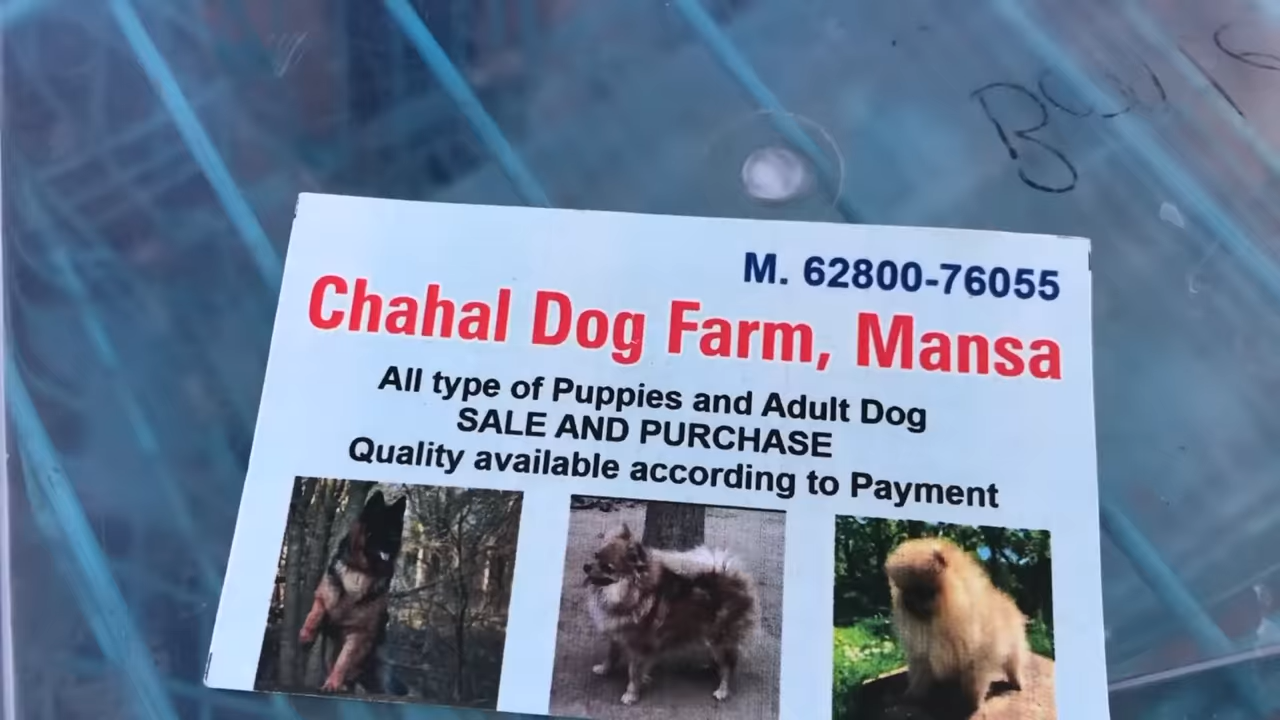 M. 62800-76055
Chahal Dog Farm, Mansa
All type of Puppies and Adult Dog
SALE AND PURCHASE
Quality available according to Payment